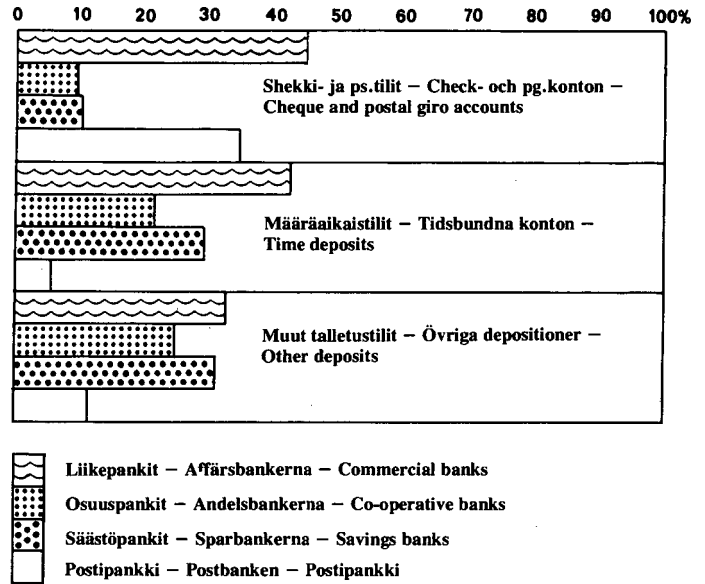 0 10 20 30 40 50 60 70 80 90 100%
Shekki- ja ps.tilit — Check- och pg.konton —
Cheque and postal giro accounts
Määräaikaistilit — Tidsbundna konton —
Time deposits
Muut talletustilit — Övriga depositioner —
Other deposits
Liikepankit — Affärsbankerna — Commercial banks
Osuuspankit — Andelsbankerna — Co-operative banks
Säästöpankit — Sparbankerna — Savings banks
Postipankki — Postbanken — Postipankki